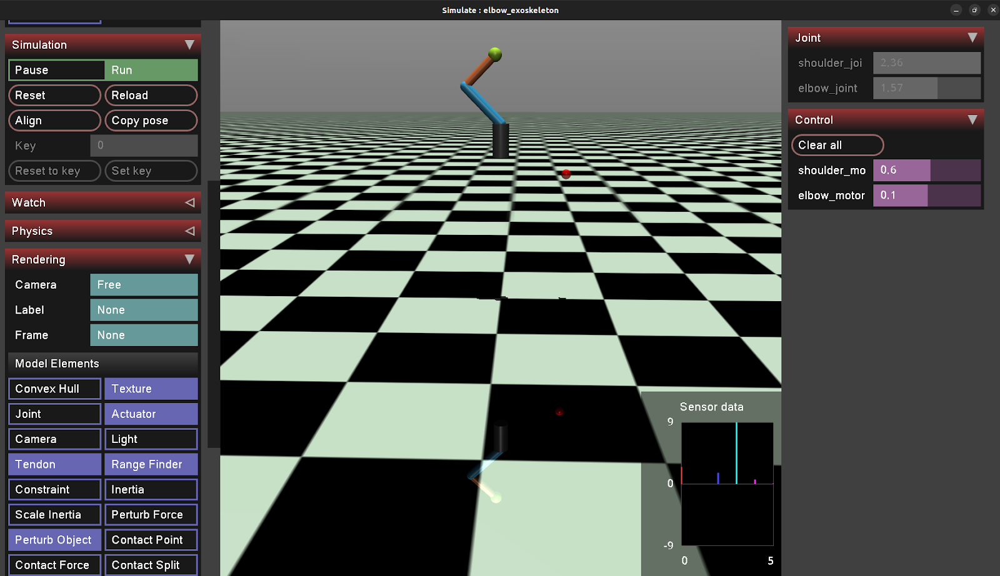 Simulate : elbow_exoskeleton
Simulation
Pause Run
Reset Reload
Align Copy pose
Key 0
Reset to key Set key
Watch
Physics
Rendering
Camera Free
Label None
Frame None
Model Elements
Convex Hull Texture
Joint Actuator
Camera Light
Tendon Range Finder
Constraint Inertia
Scale Inertia Perturb Force
Perturb Object Contact Point
Contact Force Contact Split
Sensor data
9
0
-9
0 5
Joint
shoulder_joi 2.36
elbow_joint 1.57
Control
Clear all
shoulder_mo 0.6
elbow_motor 0.1